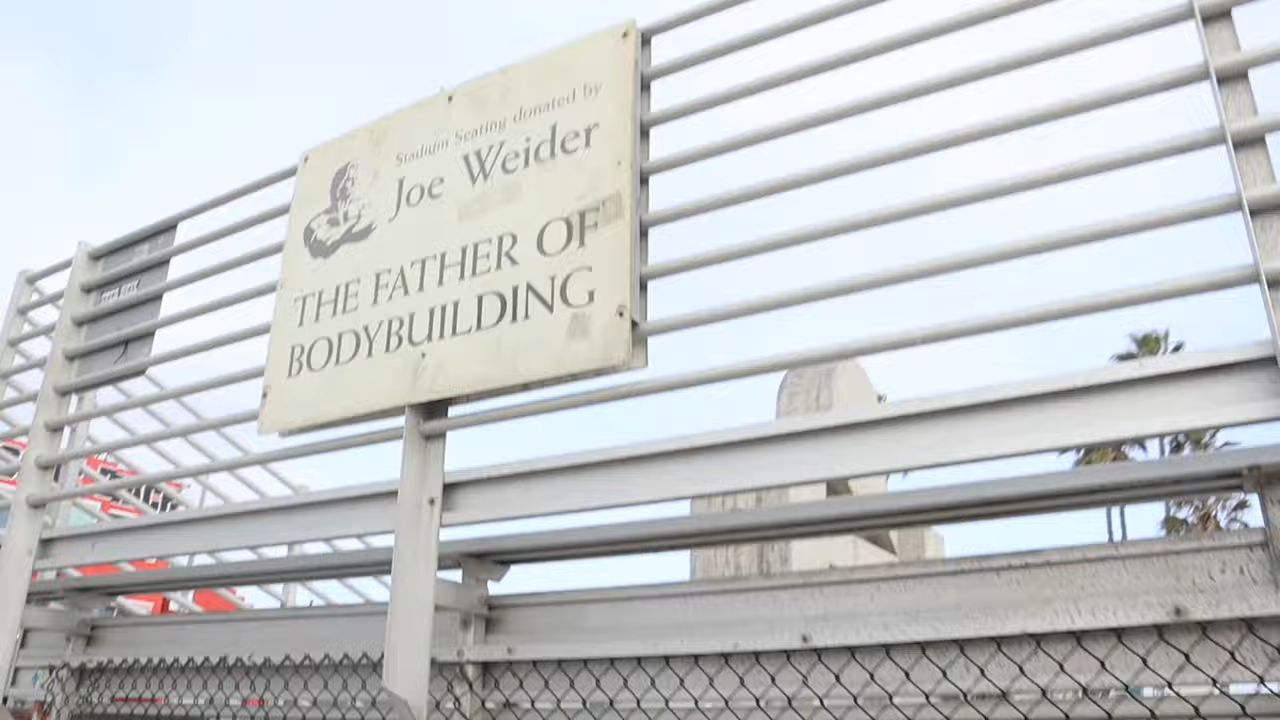 Stadium Seating donated by
Joe Weider
THE FATHER OF
BODYBUILDING